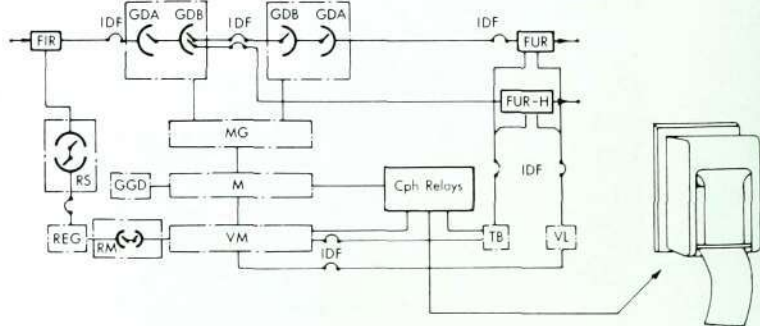 IDF GDA GDB IDF GDB GDA IDF
FIR FUR
FUR-H
MG
RS GGD M Cph Relays IDF
REG RM VM TB VL
IDF